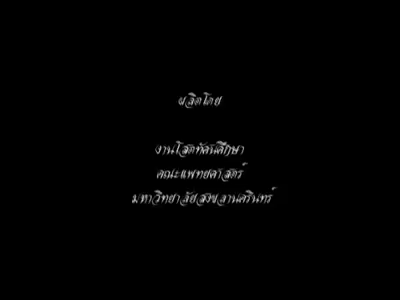 ผลิตโดย
งานโสตทัศนศึกษา
คณะแพทยศาสตร์
มหาวิทยาลัยสงขลานครินทร์